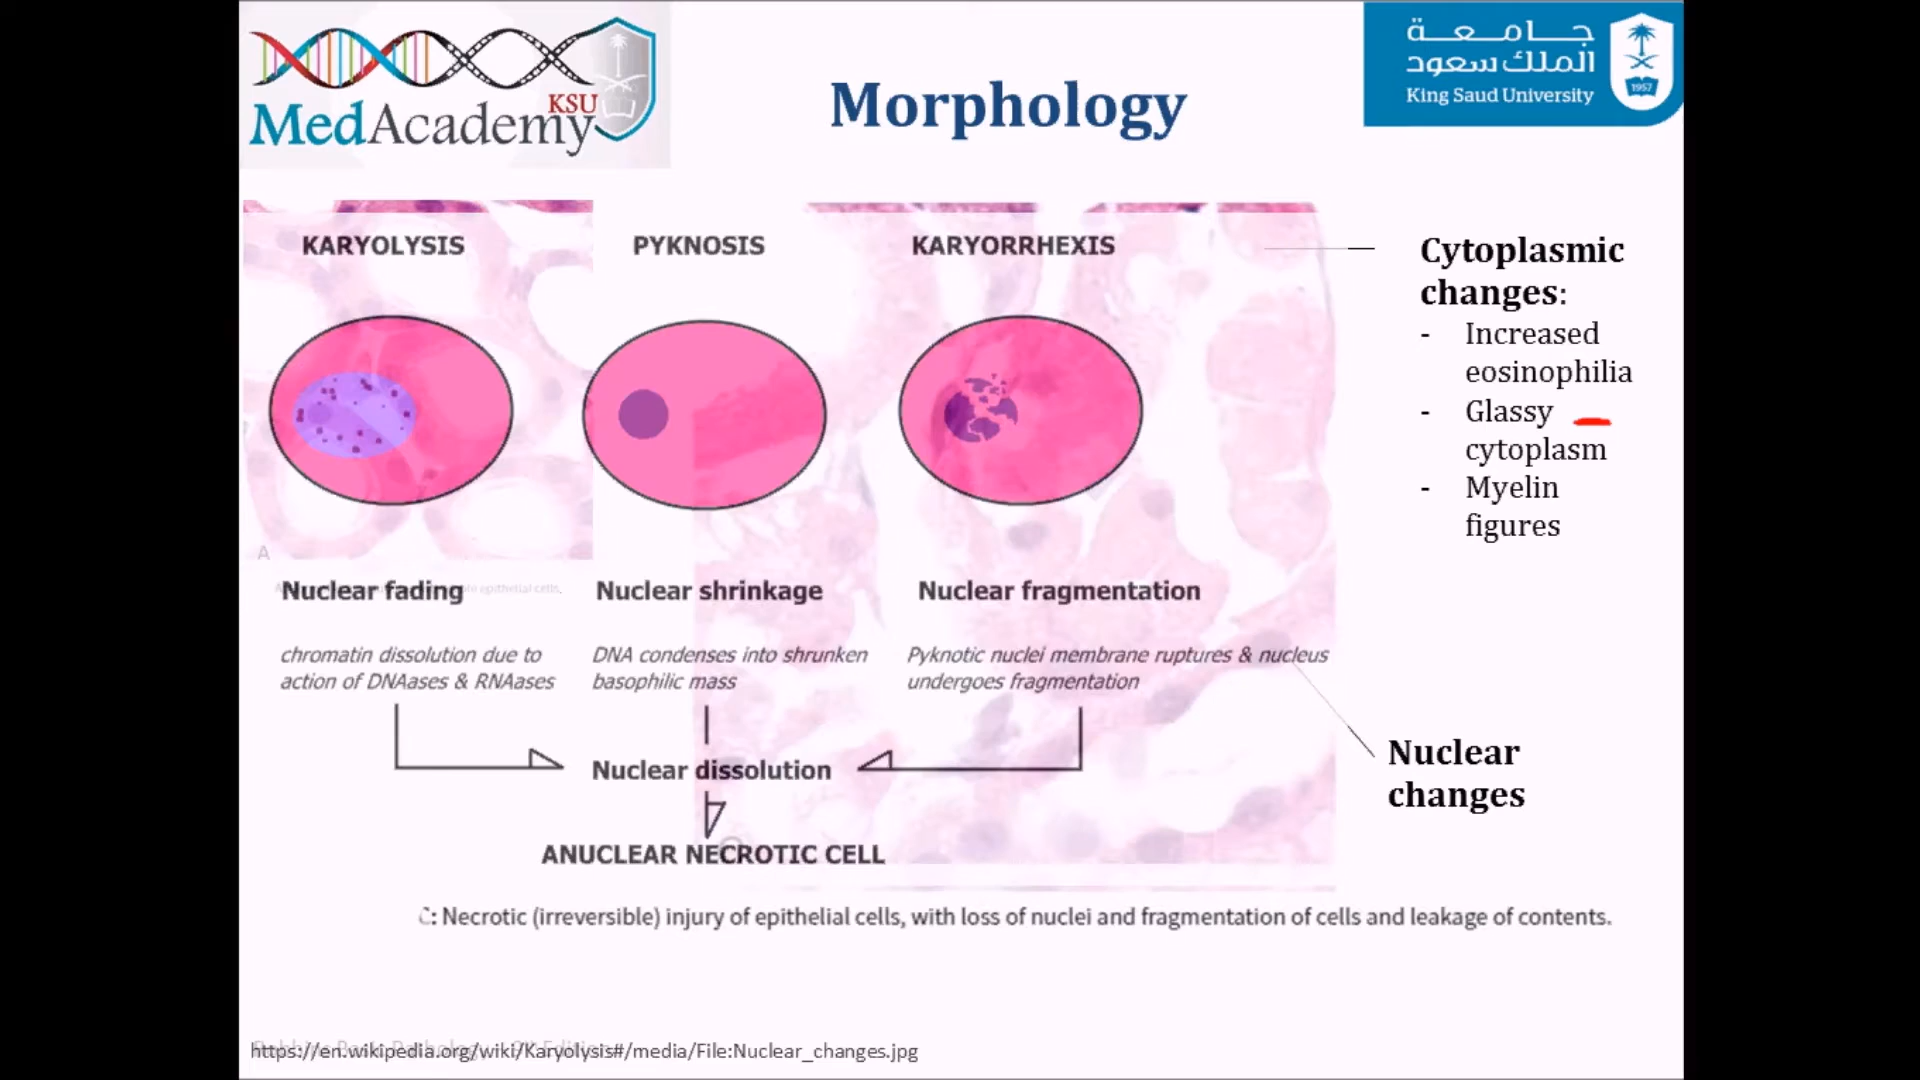 KSU
MedAcademy
Morphology
جامعة
الملك سعود
King Saud University
1957
KARYOLYSIS
PYKNOSIS
KARYORRHEXIS
Cytoplasmic
changes:
- Increased
eosinophilia
- Glassy
cytoplasm
- Myelin
figures
A
Nuclear fading
epithelial cells,
Nuclear shrinkage
Nuclear fragmentation
chromatin dissolution due to
action of DNAases & RNAases
DNA condenses into shrunken
basophilic mass
Pyknotic nuclei membrane ruptures & nucleus
undergoes fragmentation
Nuclear dissolution
Nuclear
changes
ANUCLEAR NECROTIC CELL
C: Necrotic (irreversible) injury of epithelial cells, with loss of nuclei and fragmentation of cells and leakage of contents.
https://en.wikipedia.org/wiki/Karyolysis#/media/File:Nuclear_changes.jpg